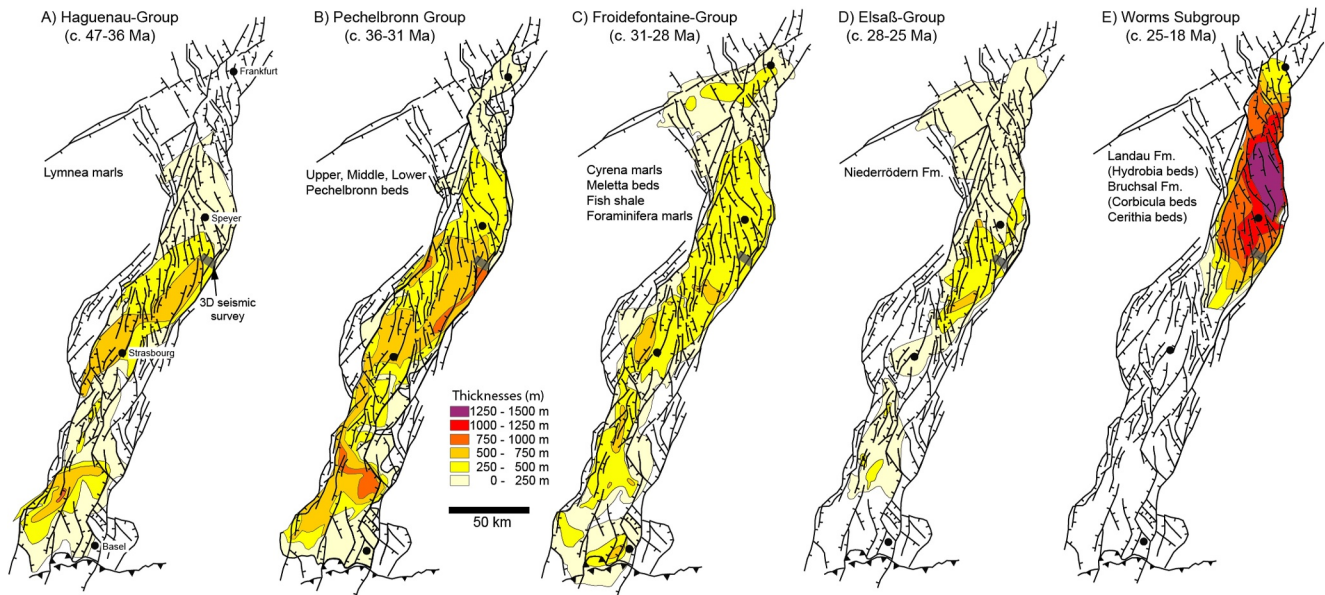 A) Haguenau-Group
(c. 47-36 Ma)
Frankfurt
Lymnea marls
Speyer
3D seismic
survey
Strasbourg
Basel
B) Pechelbronn Group
(c. 36-31 Ma)
Upper, Middle, Lower
Pechelbronn beds
Thicknesses (m)
1250 - 1500 m
1000 - 1250 m
750 - 1000 m
500 - 750 m
250 - 500 m
0 - 250 m
50 km
C) Froidefontaine-Group
(c. 31-28 Ma)
Cyrena marls
Meletta beds
Fish shale
Foraminifera marls
D) Elsaß-Group
(c. 28-25 Ma)
Niederrödern Fm.
E) Worms Subgroup
(c. 25-18 Ma)
Landau Fm.
(Hydrobia beds)
Bruchsal Fm.
(Corbicula beds
Cerithia beds)